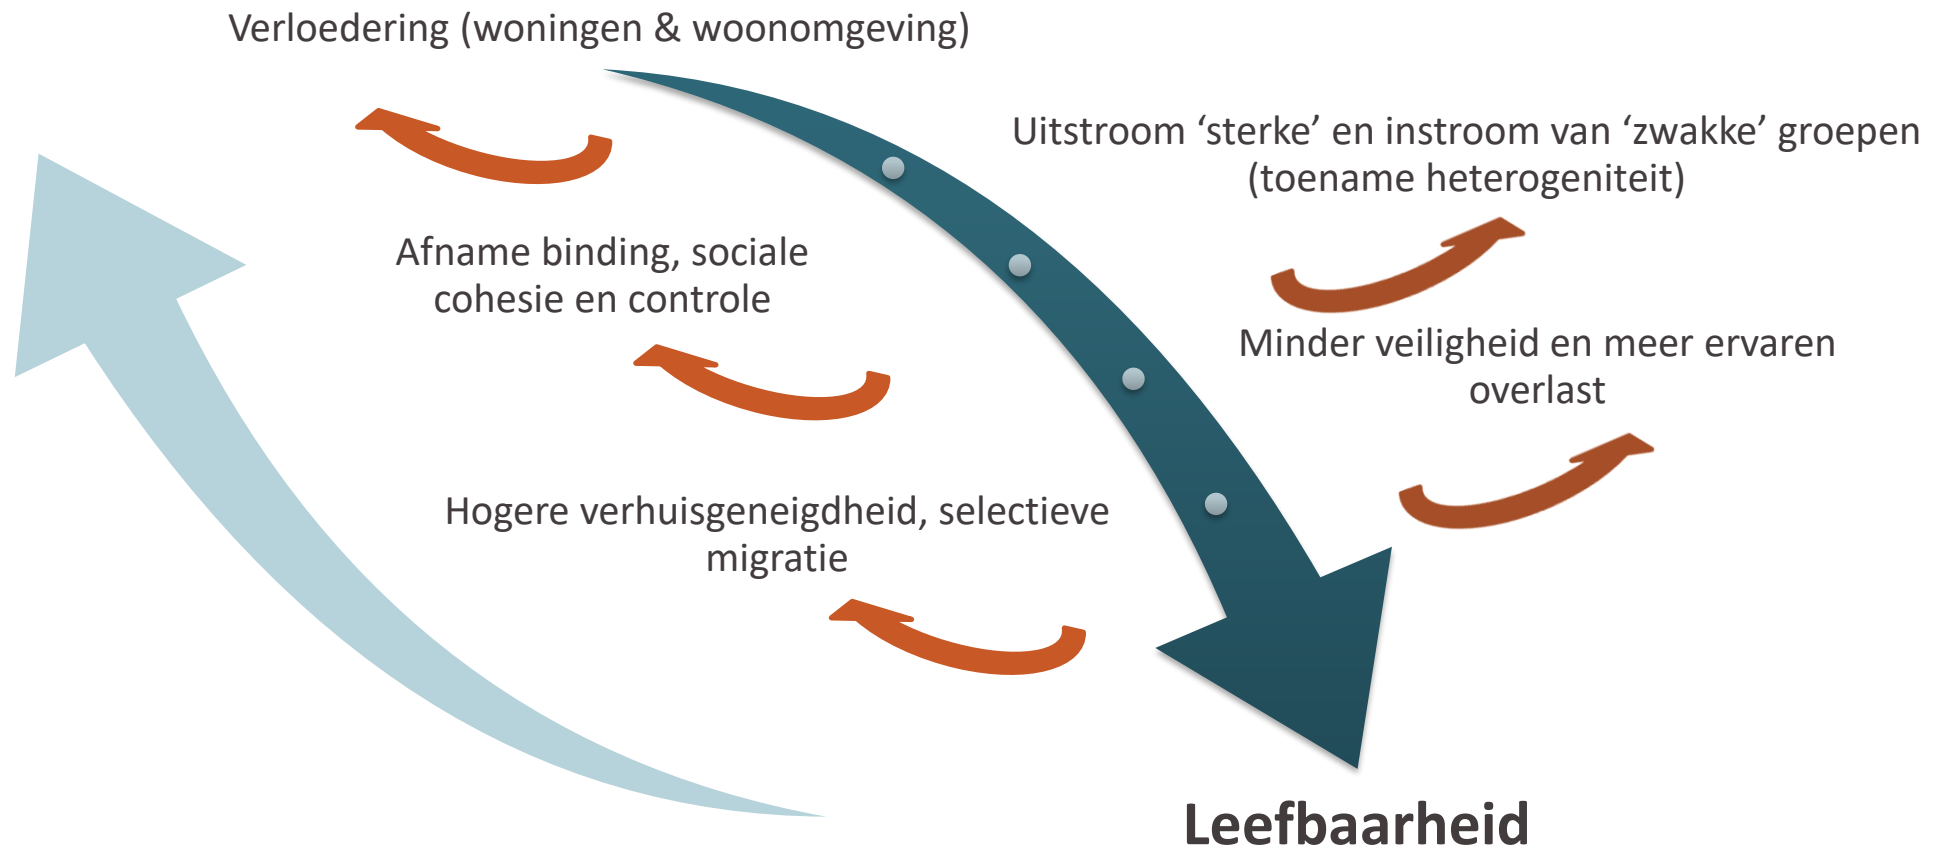 Verloedering (woningen & woonomgeving)
Uitstroom ‘sterke’ en instroom van ‘zwakke’ groepen
(toename heterogeniteit)
Afname binding, sociale
cohesie en controle
Minder veiligheid en meer ervaren
overlast
Hogere verhuisgeneigdheid, selectieve
migratie
Leefbaarheid